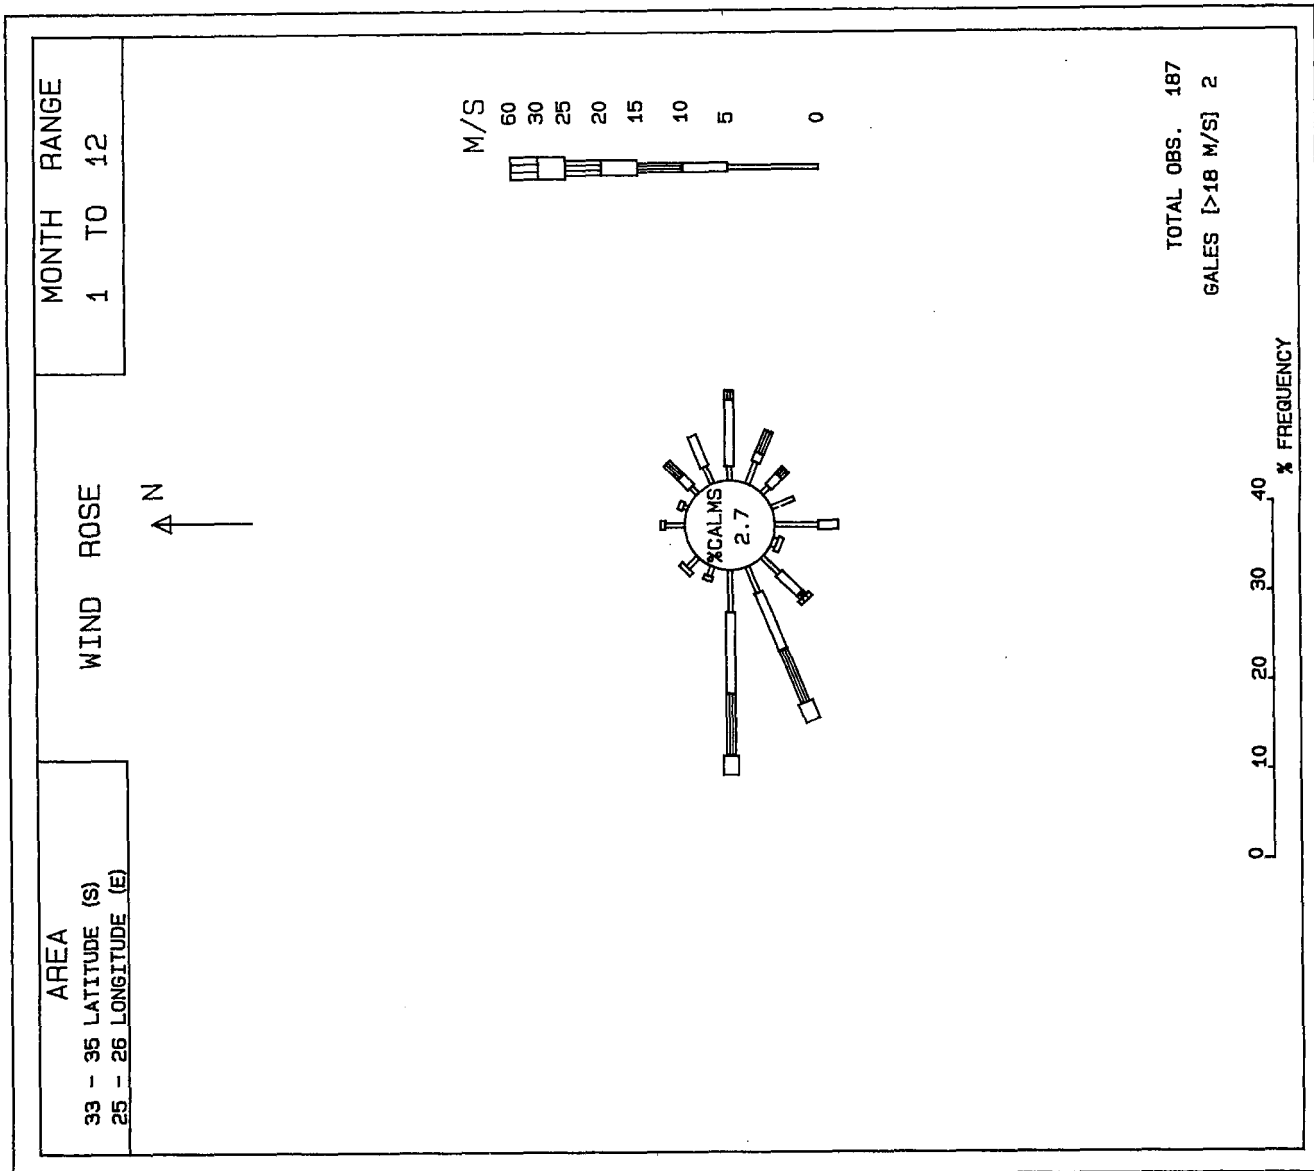 AREA
33 - 35 LATITUDE (S)
25 - 26 LONGITUDE (E)
WIND ROSE
MONTH RANGE
1 TO 12
N
M/S
60
30
25
20
15
10
5
0
%CALMS
2.7
TOTAL OBS. 187
GALES [>18 M/S] 2
0 10 20 30 40
% FREQUENCY